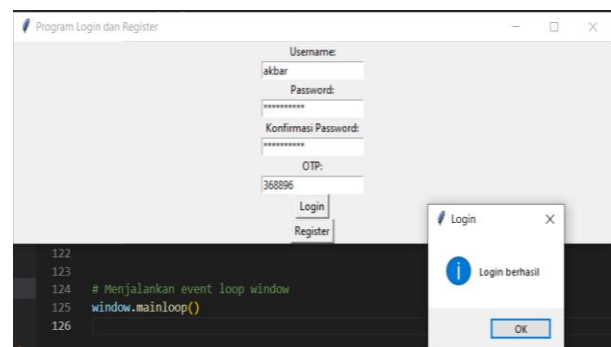 Program Login dan Register
Username:
akbar
Password:
**********
Konfirmasi Password:
**********
OTP:
368896
Login
Register
Login
Login berhasil
OK
122
123
124 # Menjalankan event loop window
125 window.mainloop()
126